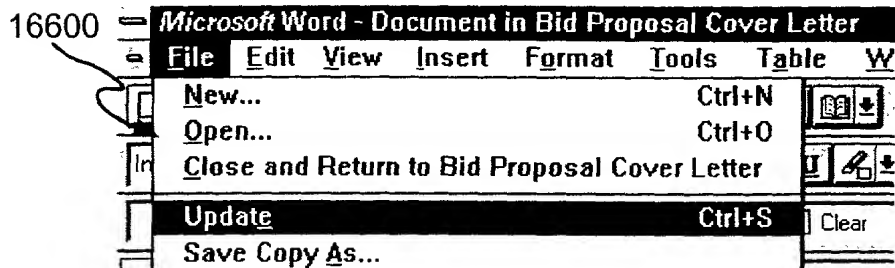 16600
Microsoft Word - Document in Bid Proposal Cover Letter
File Edit View Insert Format Tools Table W
New... Ctrl+N
Open... Ctrl+O
In Close and Return to Bid Proposal Cover Letter U
Update Ctrl+S Clear
Save Copy As...